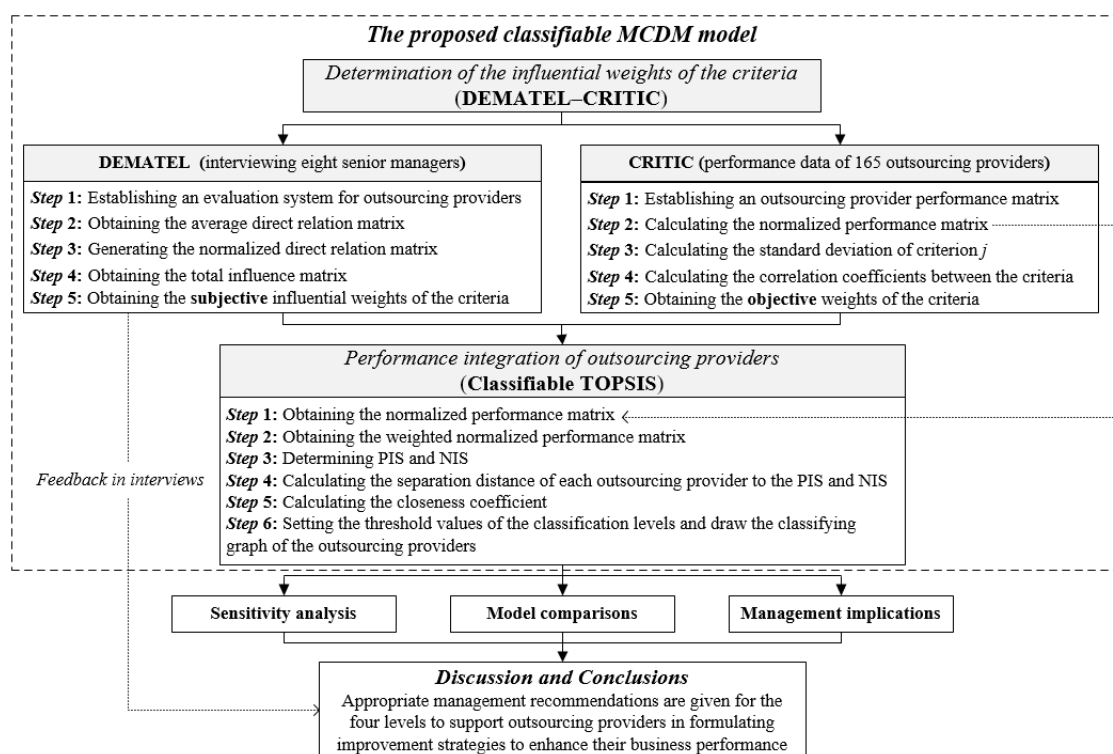 The proposed classifiable MCDM model
Determination of the influential weights of the criteria
(DEMATEL–CRITIC)
DEMATEL (interviewing eight senior managers)
Step 1: Establishing an evaluation system for outsourcing providers
Step 2: Obtaining the average direct relation matrix
Step 3: Generating the normalized direct relation matrix
Step 4: Obtaining the total influence matrix
Step 5: Obtaining the subjective influential weights of the criteria
CRITIC (performance data of 165 outsourcing providers)
Step 1: Establishing an outsourcing provider performance matrix
Step 2: Calculating the normalized performance matrix
Step 3: Calculating the standard deviation of criterion j
Step 4: Calculating the correlation coefficients between the criteria
Step 5: Obtaining the objective weights of the criteria
Performance integration of outsourcing providers
(Classifiable TOPSIS)
Step 1: Obtaining the normalized performance matrix
Step 2: Obtaining the weighted normalized performance matrix
Step 3: Determining PIS and NIS
Step 4: Calculating the separation distance of each outsourcing provider to the PIS and NIS
Step 5: Calculating the closeness coefficient
Step 6: Setting the threshold values of the classification levels and draw the classifying
graph of the outsourcing providers
Feedback in interviews
Sensitivity analysis
Model comparisons
Management implications
Discussion and Conclusions
Appropriate management recommendations are given for the
four levels to support outsourcing providers in formulating
improvement strategies to enhance their business performance